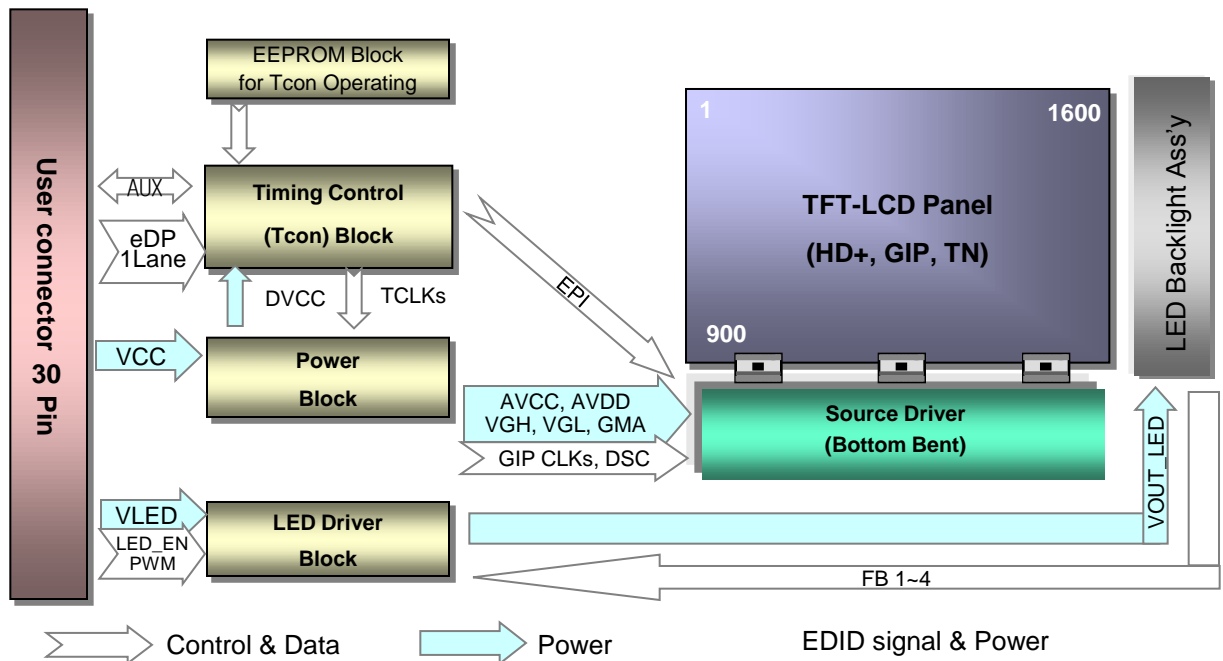 User connector 30 Pin
EEPROM Block
for Tcon Operating
AUX
eDP
1Lane
Timing Control
(Tcon) Block
DVCC
TCLKs
VCC
Power
Block
EPI
AVCC, AVDD
VGH, VGL, GMA
GIP CLKs, DSC
1
1600
TFT-LCD Panel
(HD+, GIP, TN)
900
Source Driver
(Bottom Bent)
LED Backlight Ass'y
VLED
LED_EN
PWM
LED Driver
Block
VOUT_LED
FB 1~4
Control & Data
Power
EDID signal & Power